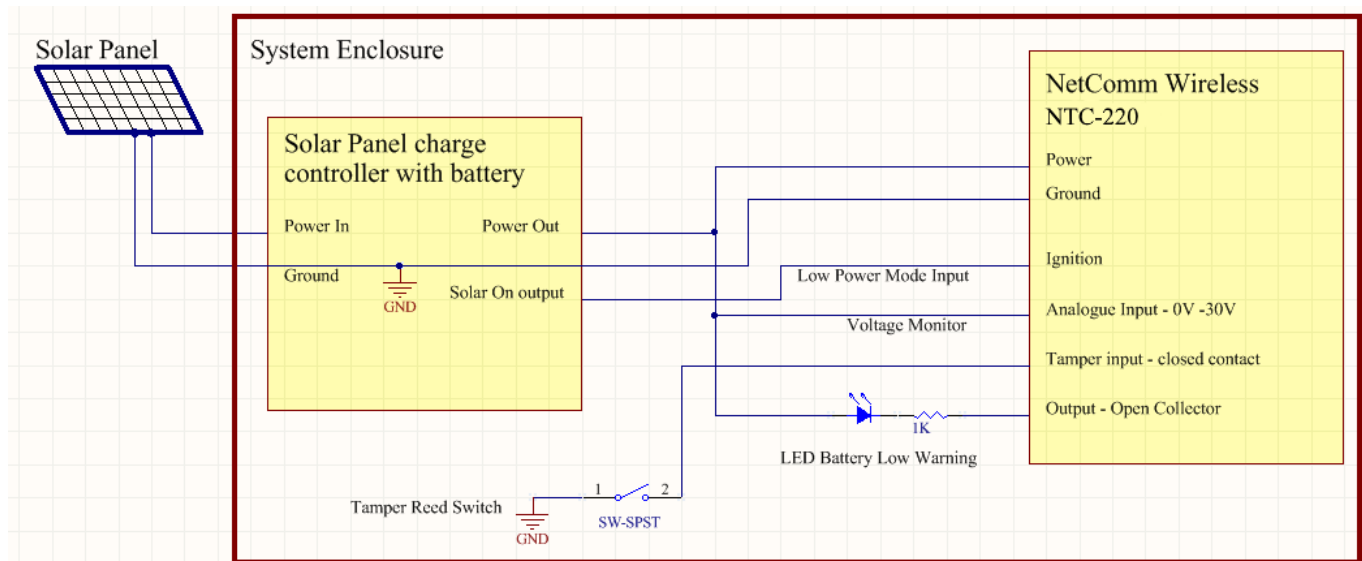 Solar Panel
System Enclosure
NetComm Wireless
NTC-220
Solar Panel charge
controller with battery
Power
Ground
Power In
Power Out
Ground
Solar On output
GND
Low Power Mode Input
Ignition
Voltage Monitor
Analogue Input - 0V -30V
Tamper input - closed contact
Output - Open Collector
1K
LED Battery Low Warning
Tamper Reed Switch
1
2
SW-SPST
GND